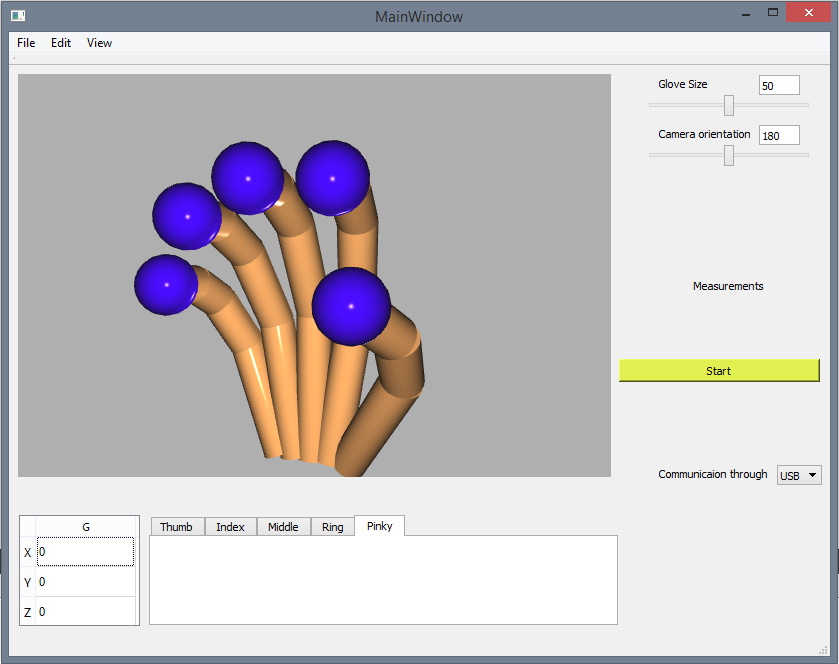 MainWindow
File Edit View
Glove Size 50
Camera orientation 180
Measurements
Start
Communicaion through USB
G
X 0
Y 0
Z 0
Thumb Index Middle Ring Pinky